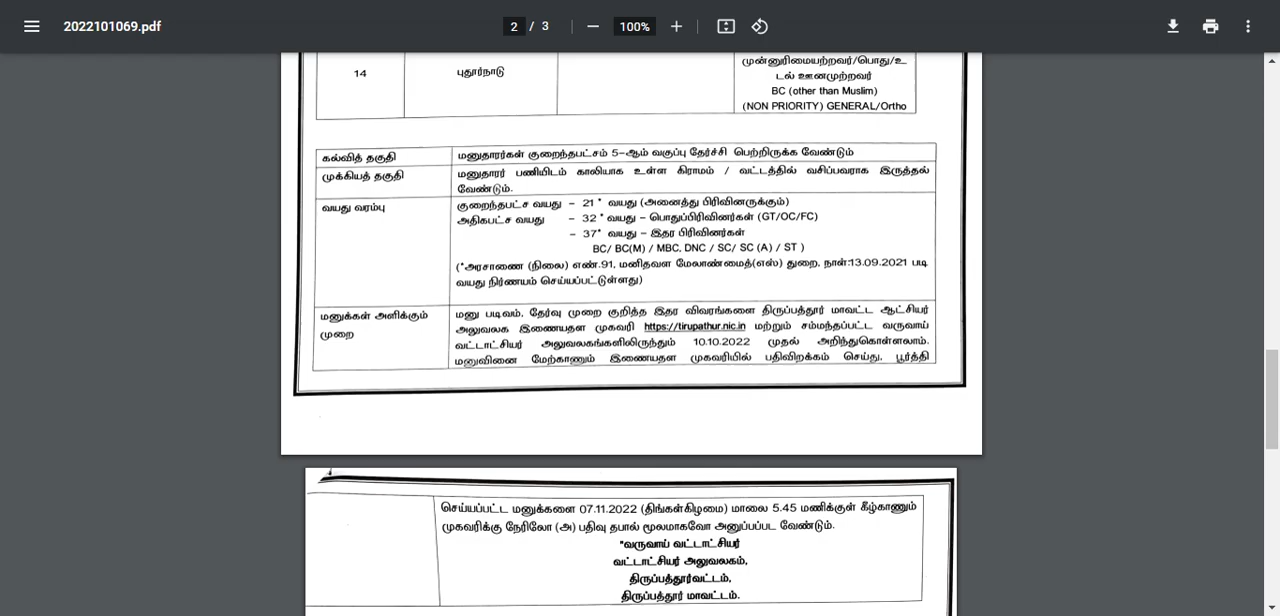 2022101069.pdf
2 / 3
100%
14
புதூர்நாடு
முன்னுரிமையற்றவர்/பொது/உ
டல் ஊனமுற்றவர்
BC (other than Muslim)
(NON PRIORITY) GENERAL/Ortho
கல்வித் தகுதி
மனுதாரர்கள் குறைந்தபட்சம் 5-ஆம் வகுப்பு தேர்ச்சி பெற்றிருக்க வேண்டும்
முக்கியத் தகுதி
மனுதாரர் பணியிடம் காலியாக உள்ள கிராமம் / வட்டத்தில் வசிப்பவராக இருத்தல்
வேண்டும்.
வயது வரம்பு
குறைந்தபட்ச வயது – 21 * வயது (அனைத்து பிரிவினருக்கும்)
அதிகபட்ச வயது – 32 * வயது – பொதுப்பிரிவினர்கள் (GT/OC/FC)
– 37* வயது – இதர பிரிவினர்கள்
BC/ BC(M) / MBC, DNC / SC/ SC (A) / ST )
(*அரசாணை (நிலை) எண்.91, மனிதவள மேலாண்மைத்(எஸ்) துறை, நாள்:13.09.2021 படி
வயது நிர்ணயம் செய்யப்பட்டுள்ளது)
மனுக்கள் அளிக்கும்
முறை
மனு படிவம், தேர்வு முறை குறித்த இதர விவரங்களை திருப்பத்தூர் மாவட்ட ஆட்சியர்
அலுவலக இணையதள முகவரி https://tirupathur.nic.in மற்றும் சம்மந்தப்பட்ட வருவாய்
வட்டாட்சியர் அலுவலகங்களிலிருந்தும் 10.10.2022 முதல் அறிந்துகொள்ளலாம்.
மனுவினை மேற்காணும் இணையதள முகவரியில் பதிவிறக்கம் செய்து, பூர்த்தி
செய்யப்பட்ட மனுக்களை 07.11.2022 (திங்கள்கிழமை) மாலை 5.45 மணிக்குள் கீழ்காணும்
முகவரிக்கு நேரிலோ (அ) பதிவு தபால் மூலமாகவோ அனுப்பப்பட வேண்டும்.
"வருவாய் வட்டாட்சியர்
வட்டாட்சியர் அலுவலகம்,
திருப்பத்தூர்வட்டம்,
திருப்பத்தூர் மாவட்டம்.